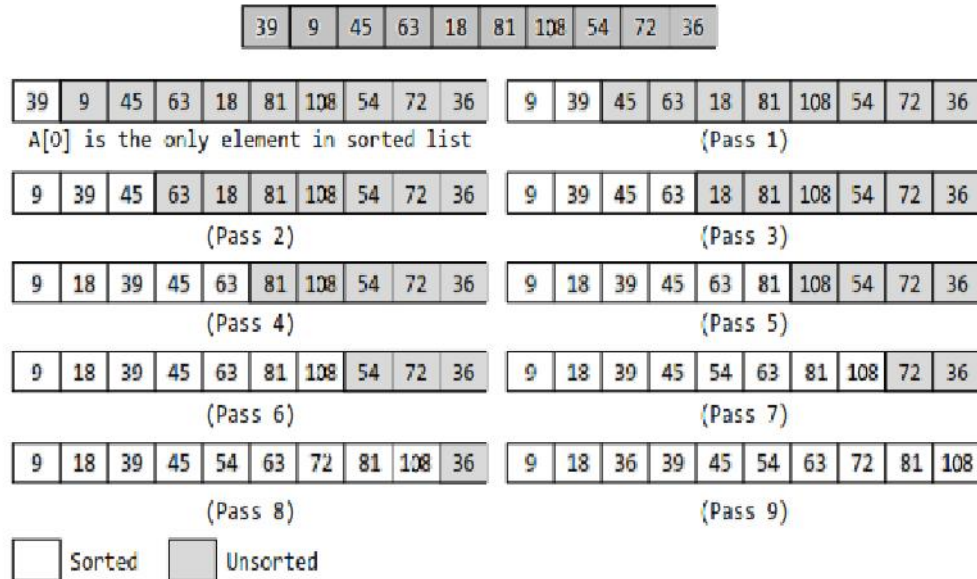 39 9 45 63 18 81 108 54 72 36
39 9 45 63 18 81 108 54 72 36
A[0] is the only element in sorted list
9 39 45 63 18 81 108 54 72 36
(Pass 1)
9 39 45 63 18 81 108 54 72 36
(Pass 2)
9 39 45 63 18 81 108 54 72 36
(Pass 3)
9 18 39 45 63 81 108 54 72 36
(Pass 4)
9 18 39 45 63 81 108 54 72 36
(Pass 5)
9 18 39 45 63 81 108 54 72 36
(Pass 6)
9 18 39 45 54 63 81 108 72 36
(Pass 7)
9 18 39 45 54 63 72 81 108 36
(Pass 8)
9 18 36 39 45 54 63 72 81 108
(Pass 9)
Sorted Unsorted